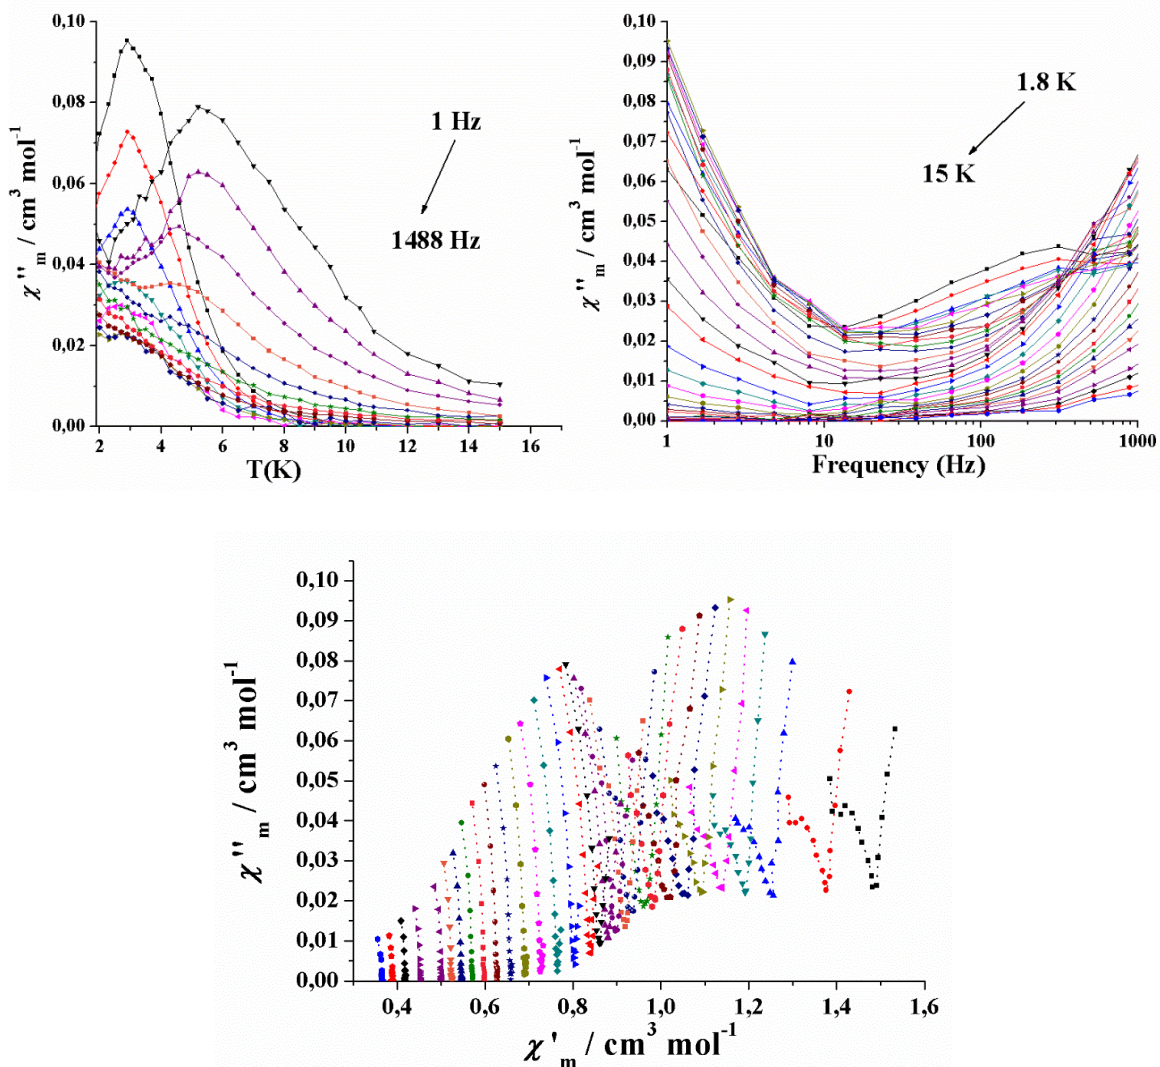 0,10
0,08
0,06
0,04
0,02
0,00
χ''m / cm3 mol-1
1 Hz
1488 Hz
2 4 6 8 10 12 14 16
T(K)
0,10
0,09
0,08
0,07
0,06
0,05
0,04
0,03
0,02
0,01
0,00
χ''m / cm3 mol-1
1.8 K
15 K
1 10 100 1000
Frequency (Hz)
0,10
0,09
0,08
0,07
0,06
0,05
0,04
0,03
0,02
0,01
0,00
χ''m / cm3 mol-1
0,4 0,6 0,8 1,0 1,2 1,4 1,6
χ'm / cm3 mol-1